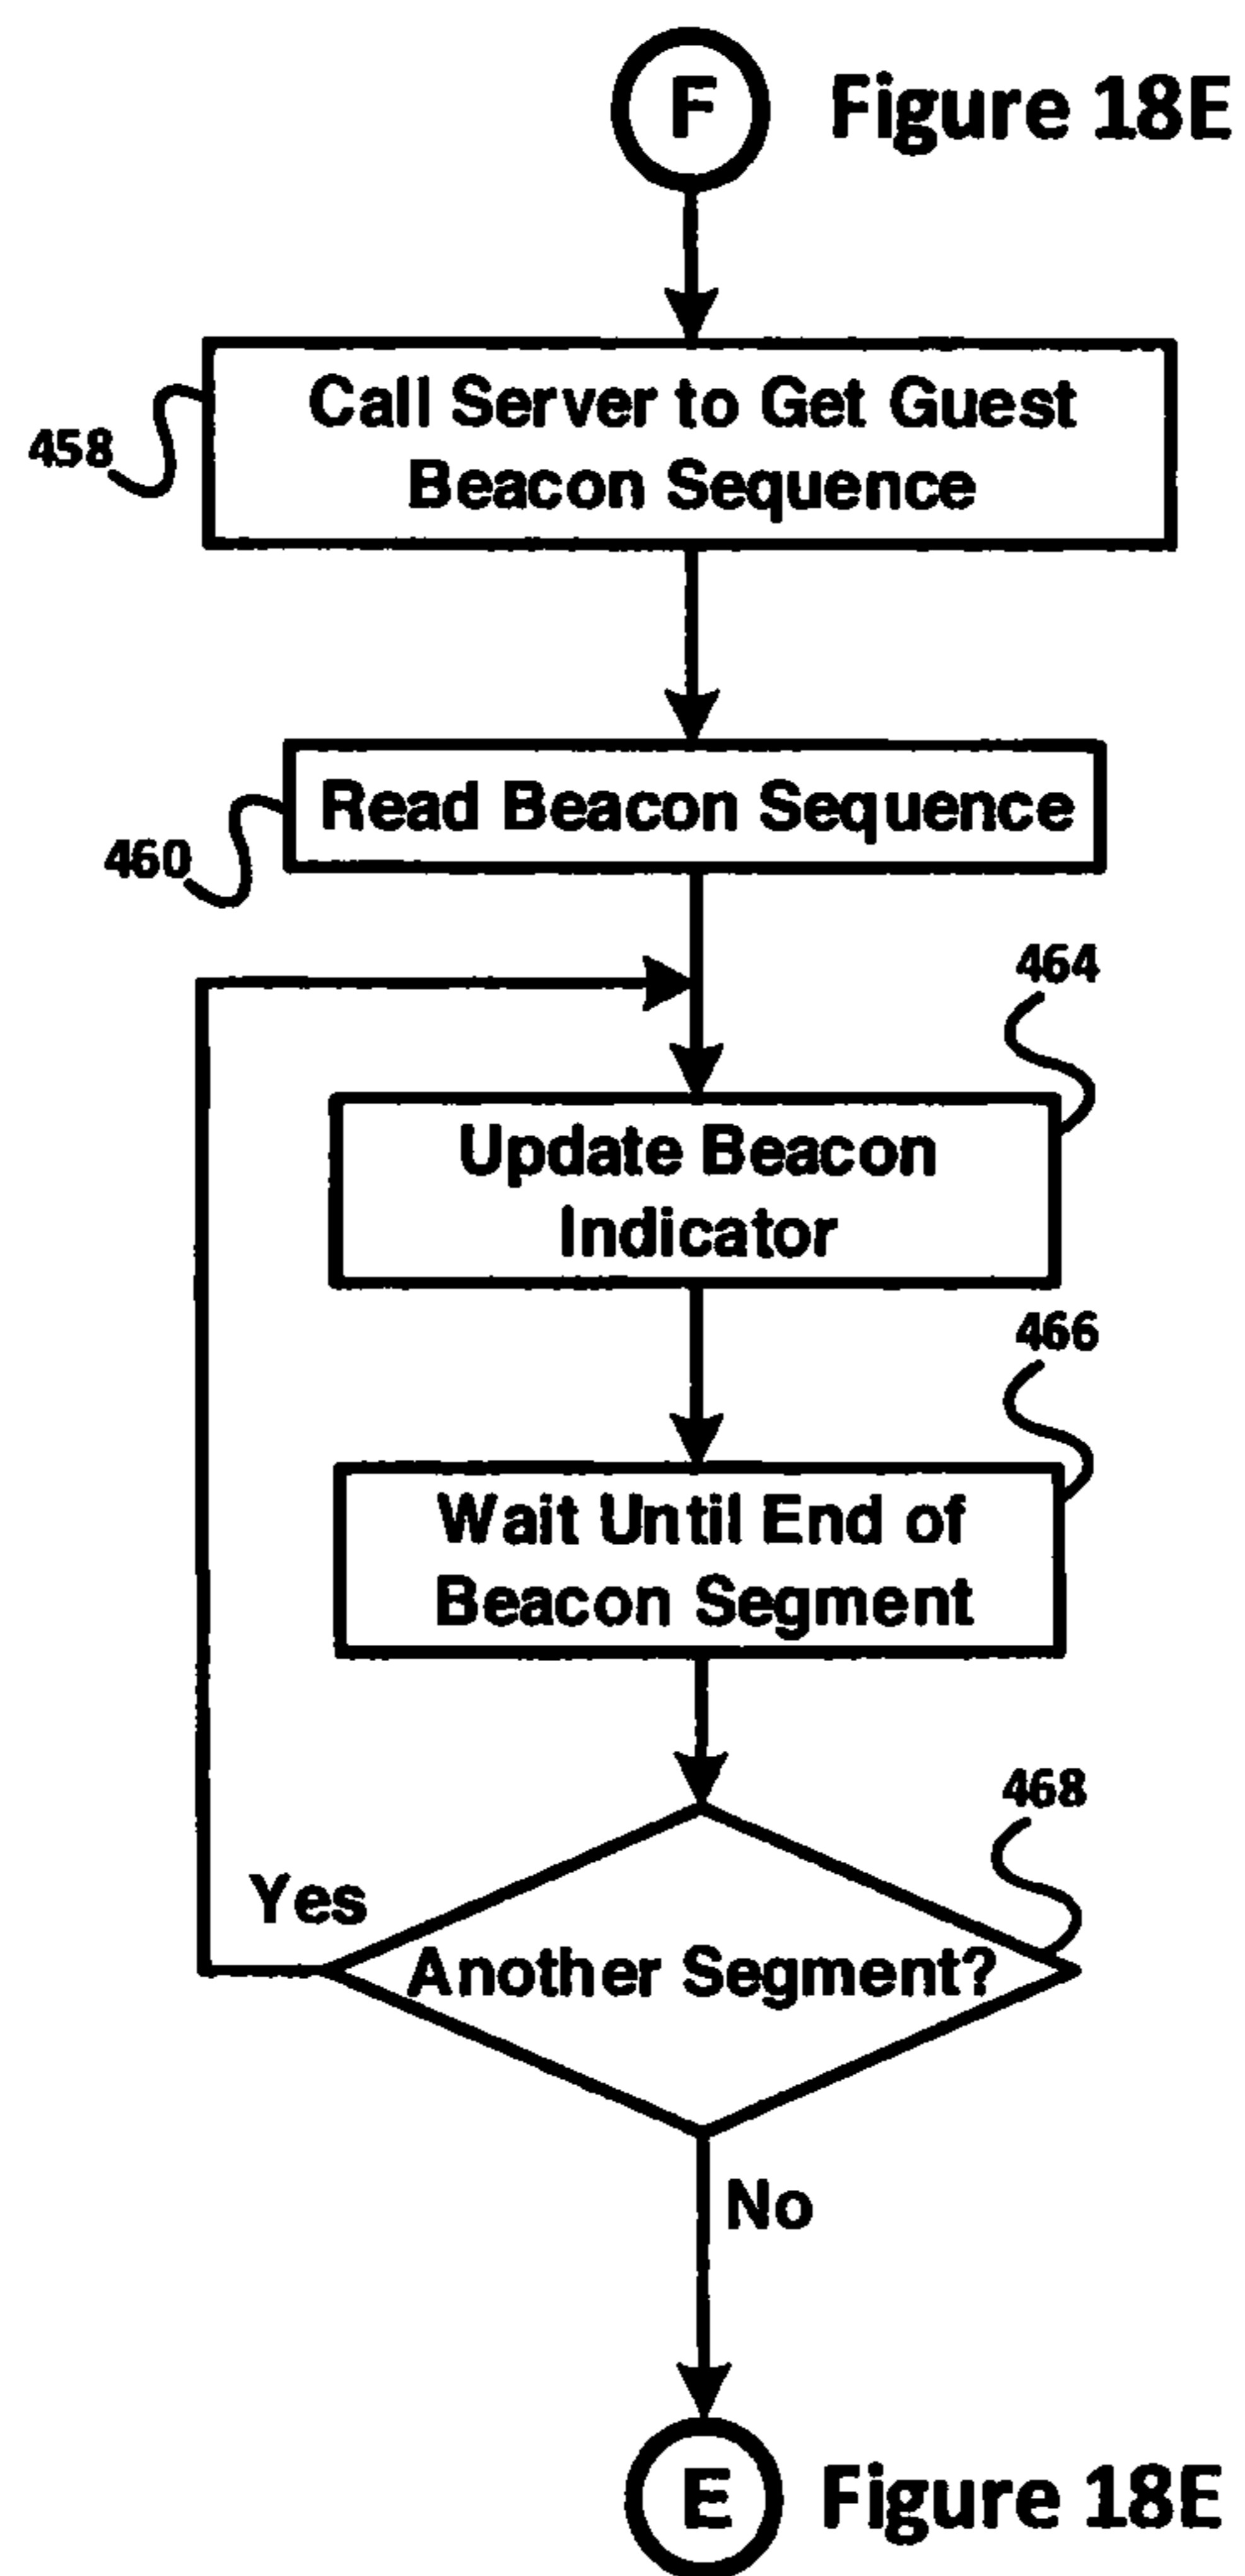 F Figure 18E
Call Server to Get Guest
Beacon Sequence
458
Read Beacon Sequence
460
464
Update Beacon
Indicator
466
Wait Until End of
Beacon Segment
468
Yes
Another Segment?
No
E Figure 18E